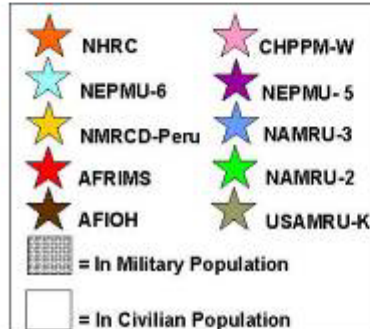 NHRC
CHPPM-W
NEPMU-6
NEPMU- 5
NMRCD-Peru
NAMRU-3
AFRIMS
NAMRU-2
AFIOH
USAMRU-K
= In Military Population
= In Civilian Population